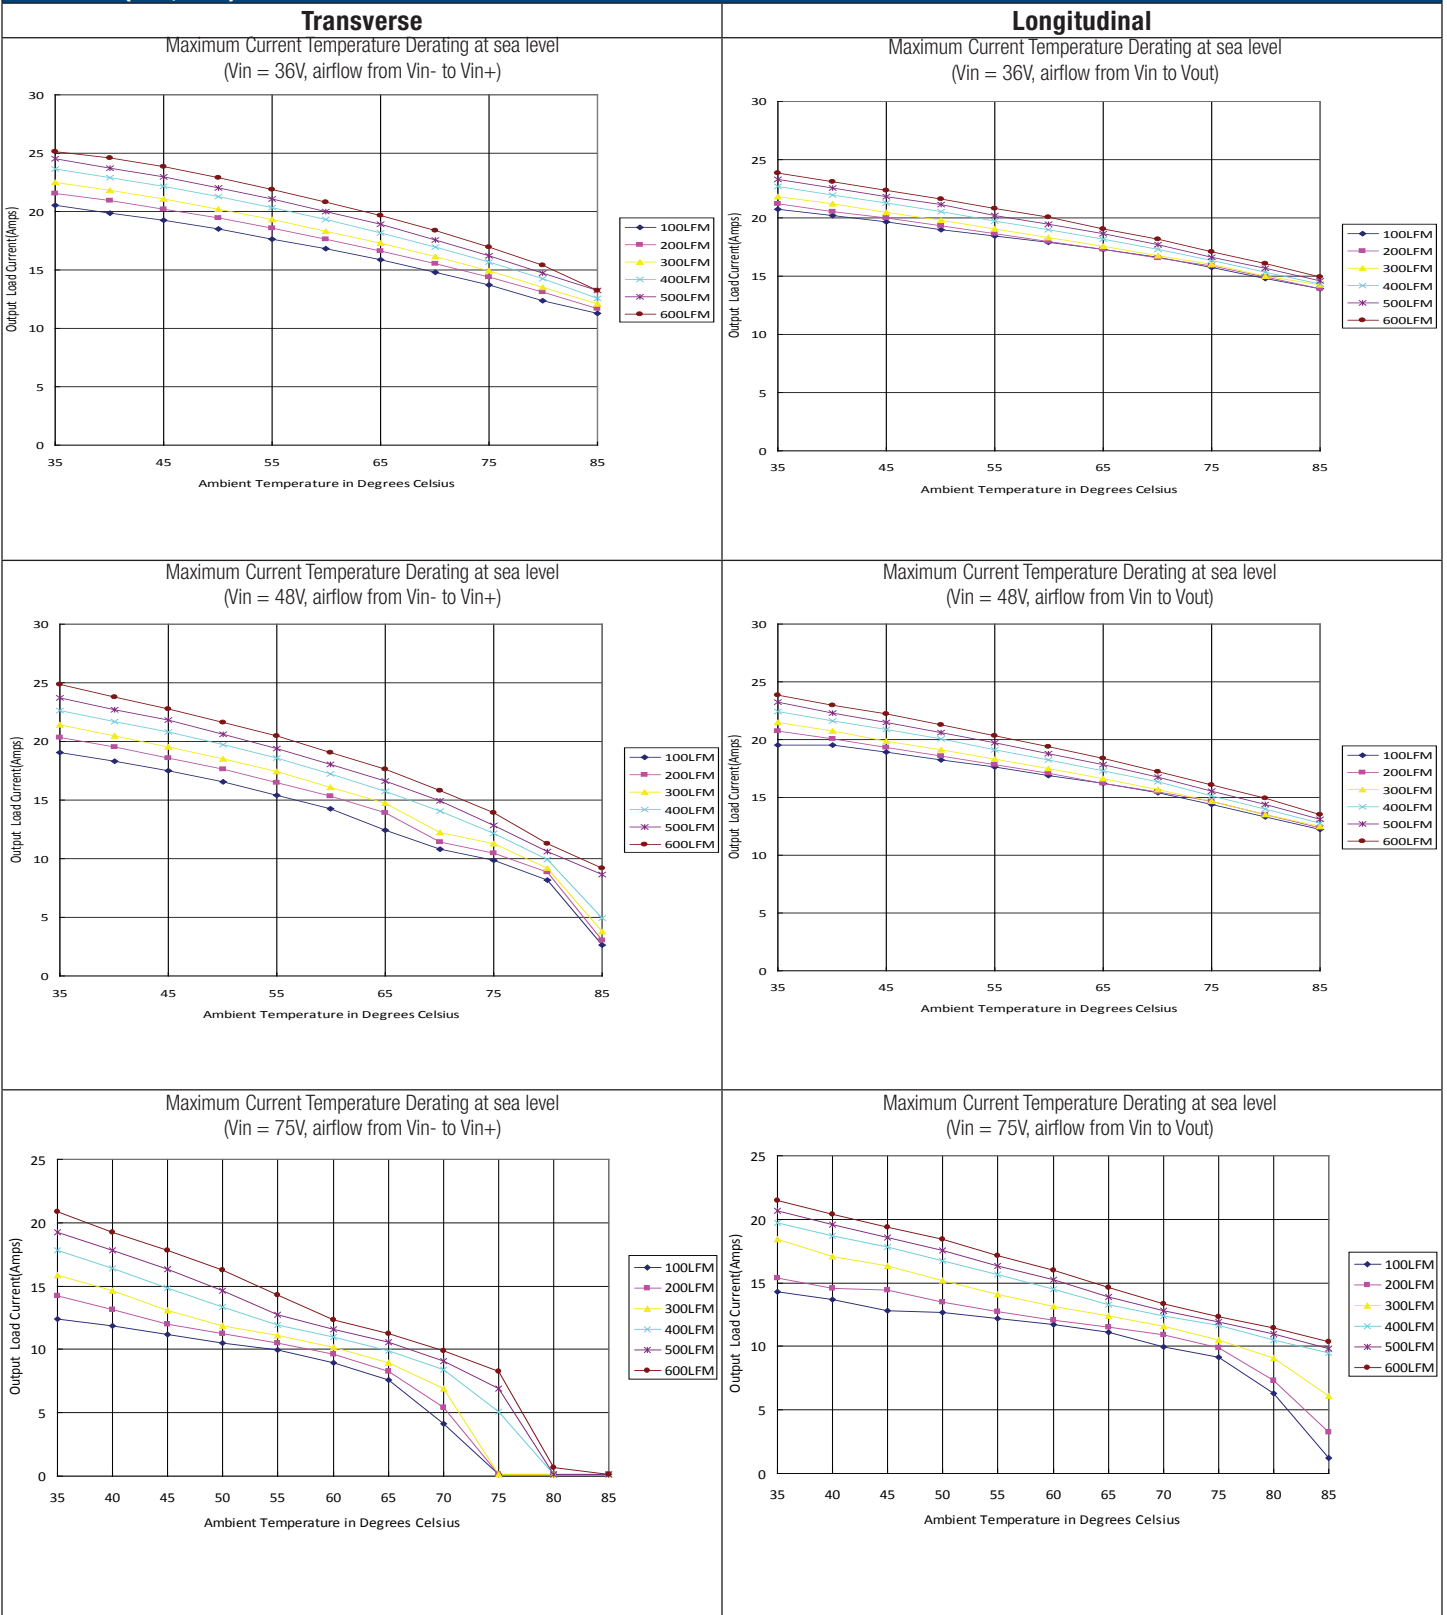 Transverse
Longitudinal
Maximum Current Temperature Derating at sea level
(Vin = 36V, airflow from Vin- to Vin+)
30
25
20
15
10
5
0
35
45
55
65
75
85
Output Load Current(Amps)
Ambient Temperature in Degrees Celsius
100LFM
200LFM
300LFM
400LFM
500LFM
600LFM
Maximum Current Temperature Derating at sea level
(Vin = 36V, airflow from Vin to Vout)
30
25
20
15
10
5
0
35
45
55
65
75
85
Output Load Current(Amps)
Ambient Temperature in Degrees Celsius
100LFM
200LFM
300LFM
400LFM
500LFM
600LFM
Maximum Current Temperature Derating at sea level
(Vin = 48V, airflow from Vin- to Vin+)
30
25
20
15
10
5
0
35
45
55
65
75
85
Output Load Current(Amps)
Ambient Temperature in Degrees Celsius
100LFM
200LFM
300LFM
400LFM
500LFM
600LFM
Maximum Current Temperature Derating at sea level
(Vin = 48V, airflow from Vin to Vout)
30
25
20
15
10
5
0
35
45
55
65
75
85
Output Load Current(Amps)
Ambient Temperature in Degrees Celsius
100LFM
200LFM
300LFM
400LFM
500LFM
600LFM
Maximum Current Temperature Derating at sea level
(Vin = 75V, airflow from Vin- to Vin+)
25
20
15
10
5
0
35
40
45
50
55
60
65
70
75
80
85
Output Load Current(Amps)
Ambient Temperature in Degrees Celsius
100LFM
200LFM
300LFM
400LFM
500LFM
600LFM
Maximum Current Temperature Derating at sea level
(Vin = 75V, airflow from Vin to Vout)
25
20
15
10
5
0
35
40
45
50
55
60
65
70
75
80
85
Output Load Current(Amps)
Ambient Temperature in Degrees Celsius
100LFM
200LFM
300LFM
400LFM
500LFM
600LFM